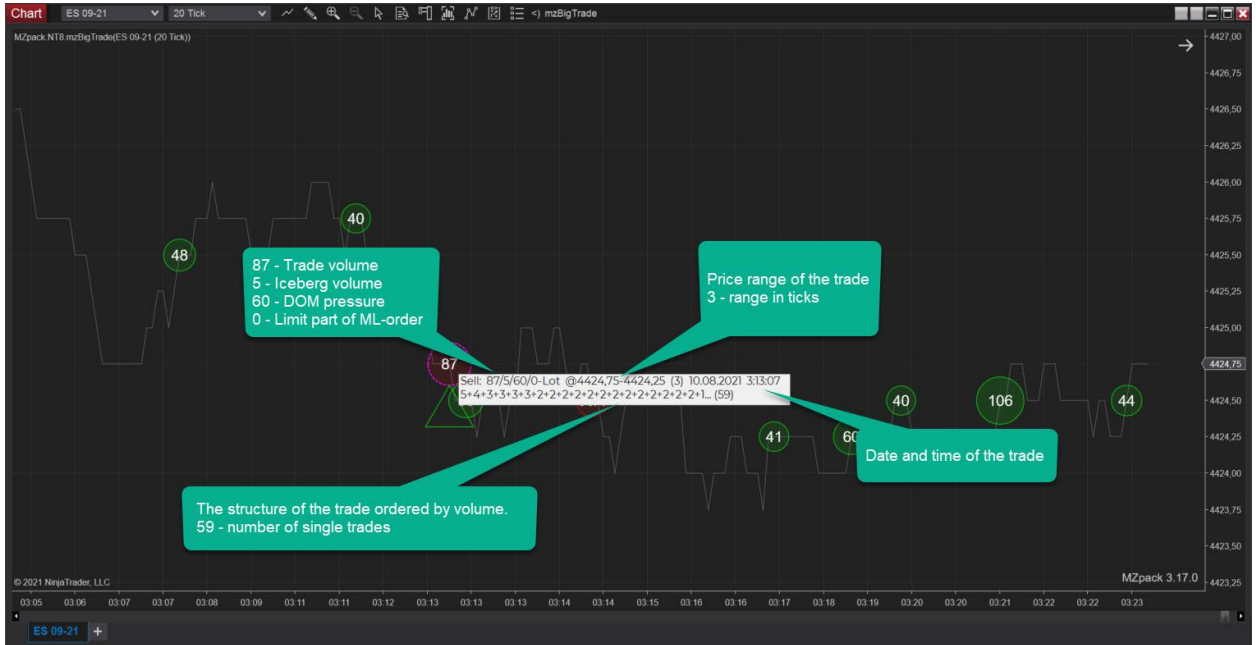 Chart ES 09-21 20 Tick <) mzBigTrade
MZpack.NT8.mzBigTrade(ES 09-21 (20 Tick))
4427,00
4426,75
4426,50
4426,25
4426,00
4425,75
4425,50
4425,25
4425,00
4424,75
4424,50
4424,25
4424,00
4423,75
4423,50
4423,25
48
40
87 - Trade volume
5 - Iceberg volume
60 - DOM pressure
0 - Limit part of ML-order
Price range of the trade
3 - range in ticks
87
Sell: 87/5/60/0-Lot @4424,75-4424,25 (3) 10.08.2021 3:13:07
5+4+3+3+3+3+2+2+2+2+2+2+2+2+2+2+2+2+2+2+1... (59)
40
106
44
41
60
Date and time of the trade
The structure of the trade ordered by volume.
59 - number of single trades
© 2021 NinjaTrader, LLC
MZpack 3.17.0
03:05 03:06 03:07 03:07 03:08 03:09 03:11 03:11 03:12 03:13 03:13 03:13 03:14 03:14 03:15 03:16 03:16 03:17 03:18 03:19 03:20 03:20 03:21 03:22 03:22 03:23
ES 09-21 +